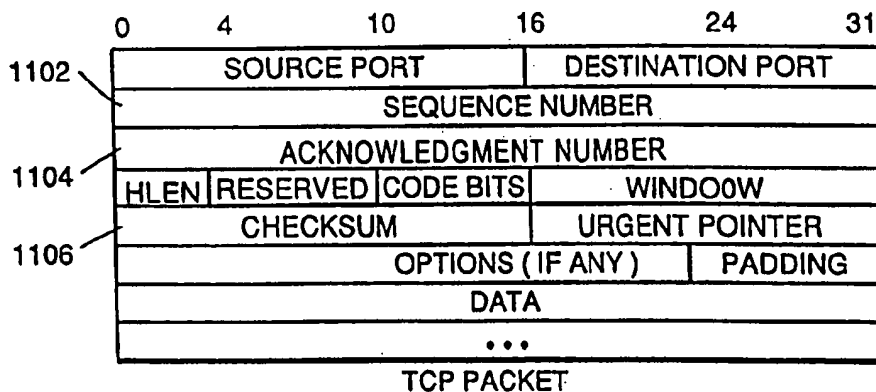 0 4 10 16 24 31
SOURCE PORT DESTINATION PORT
1102
SEQUENCE NUMBER
ACKNOWLEDGMENT NUMBER
1104
HLEN RESERVED CODE BITS WINDO0W
CHECKSUM URGENT POINTER
1106
OPTIONS ( IF ANY ) PADDING
DATA
•••
TCP PACKET